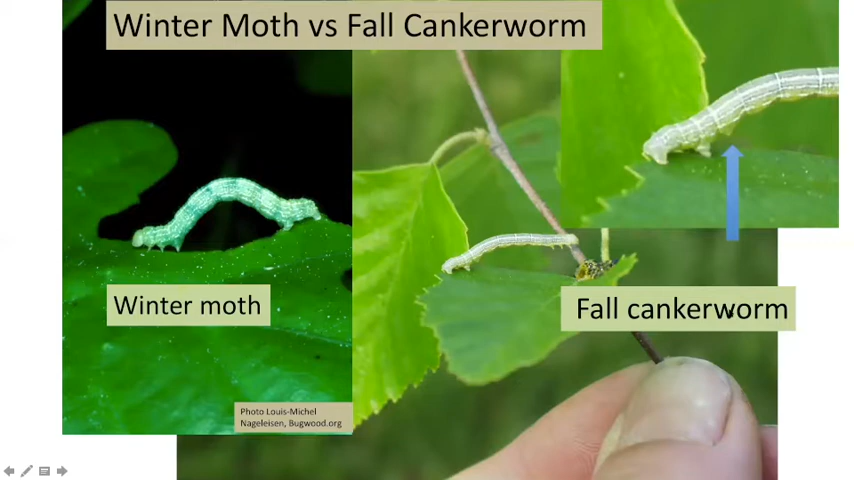 Winter Moth vs Fall Cankerworm
Winter moth
Fall cankerworm
Photo Louis-Michel
Nageleisen, Bugwood.org